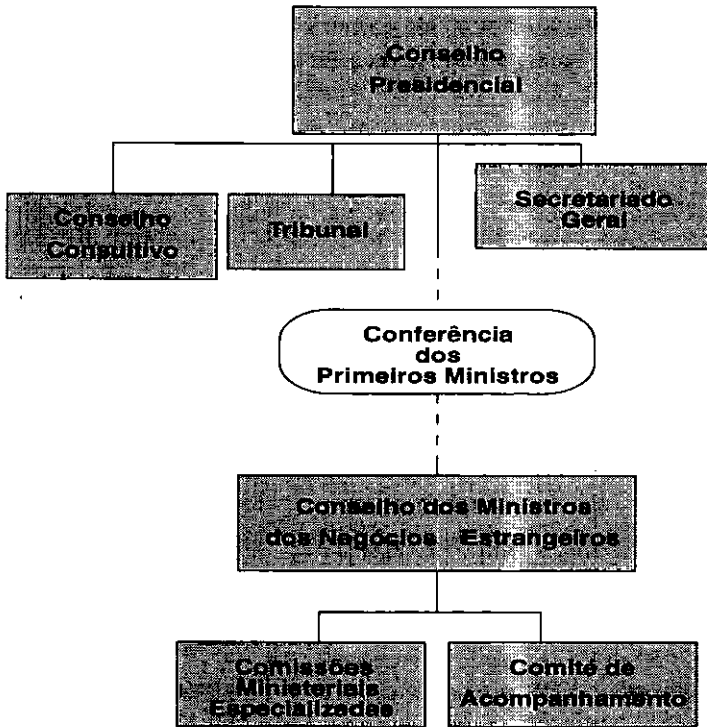 Conselho
Presidencial
Conselho
Consultivo
Tribunal
Secretariado
Geral
Conferência
dos
Primeiros Ministros
Conselho dos Ministros
dos Negócios Estrangeiros
Comissões
Ministeriais
Especializadas
Comité de
Acompanhamento